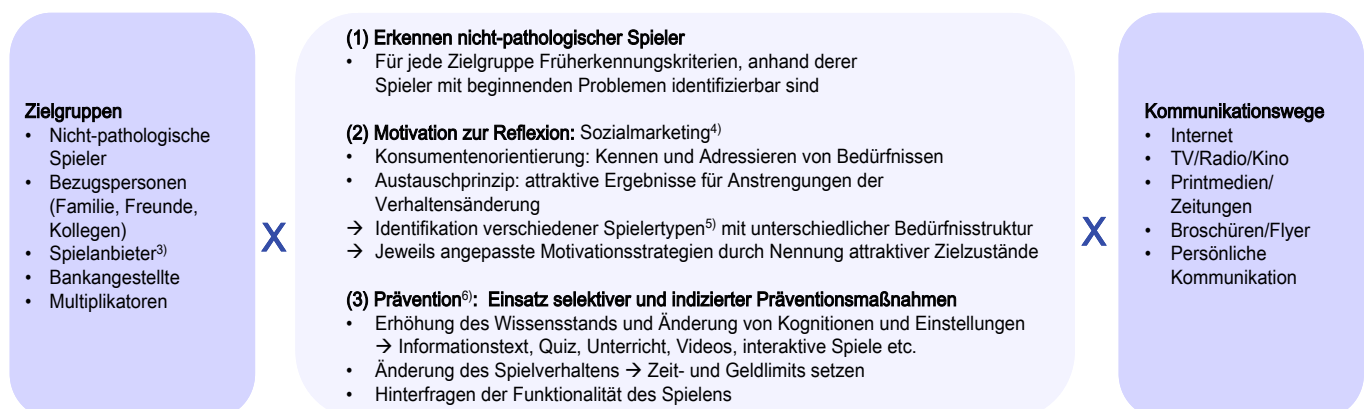 Zielgruppen
• Nicht-pathologische
Spieler
• Bezugspersonen
(Familie, Freunde,
Kollegen)
• Spielanbieter3)
• Bankangestellte
• Multiplikatoren
X
(1) Erkennen nicht-pathologischer Spieler
• Für jede Zielgruppe Früherkennungskriterien, anhand derer
Spieler mit beginnenden Problemen identifizierbar sind
(2) Motivation zur Reflexion: Sozialmarketing4)
• Konsumentenorientierung: Kennen und Adressieren von Bedürfnissen
• Austauschprinzip: attraktive Ergebnisse für Anstrengungen der
Verhaltensänderung
→ Identifikation verschiedener Spielertypen5) mit unterschiedlicher Bedürfnisstruktur
→ Jeweils angepasste Motivationsstrategien durch Nennung attraktiver Zielzustände
(3) Prävention6): Einsatz selektiver und indizierter Präventionsmaßnahmen
• Erhöhung des Wissensstands und Änderung von Kognitionen und Einstellungen
→ Informationstext, Quiz, Unterricht, Videos, interaktive Spiele etc.
• Änderung des Spielverhaltens → Zeit- und Geldlimits setzen
• Hinterfragen der Funktionalität des Spielens
X
Kommunikationswege
• Internet
• TV/Radio/Kino
• Printmedien/
Zeitungen
• Broschüren/Flyer
• Persönliche
Kommunikation